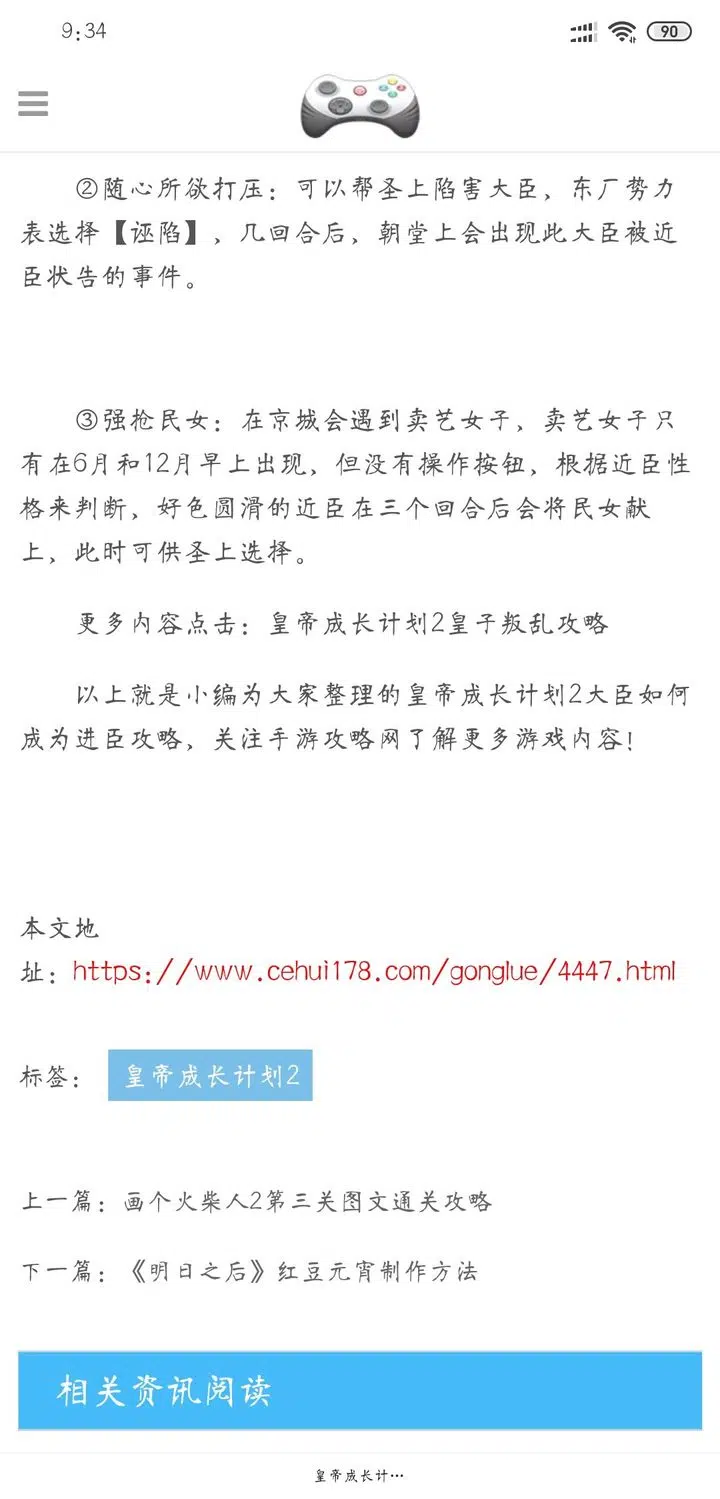 9:34
90
②随心所欲打压：可以帮圣上陷害大臣，东厂势力
表选择【诬陷】，几回合后，朝堂上会出现此大臣被近
臣状告的事件。
③强抢民女：在京城会遇到卖艺女子，卖艺女子只
有在6月和12月早上出现，但没有操作按钮，根据近臣性
格来判断，好色圆滑的近臣在三个回合后会将民女献
上，此时可供圣上选择。
更多内容点击：皇帝成长计划2皇子叛乱攻略
以上就是小编为大家整理的皇帝成长计划2大臣如何
成为进臣攻略，关注手游攻略网了解更多游戏内容！
本文地
址：https://www.cehui178.com/gonglue/4447.html
标签： 皇帝成长计划2
上一篇：画个火柴人2第三关图文通关攻略
下一篇：《明日之后》红豆元宵制作方法
相关资讯阅读
皇帝成长计…